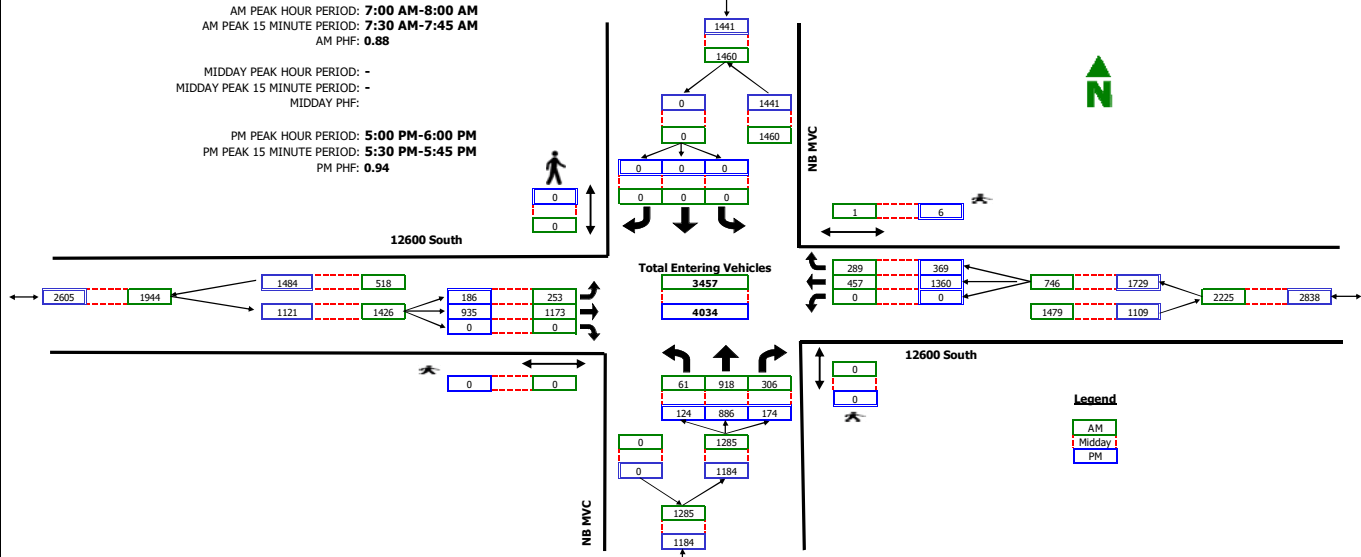 AM PEAK HOUR PERIOD: 7:00 AM-8:00 AM
AM PEAK 15 MINUTE PERIOD: 7:30 AM-7:45 AM
AM PHF: 0.88
MIDDAY PEAK HOUR PERIOD: -
MIDDAY PEAK 15 MINUTE PERIOD: -
MIDDAY PHF:
PM PEAK HOUR PERIOD: 5:00 PM-6:00 PM
PM PEAK 15 MINUTE PERIOD: 5:30 PM-5:45 PM
PM PHF: 0.94
1441
1460
0 1441
0 1460
0 0 0
0 0 0
NB MVC
N
0
0
1 6
12600 South
Total Entering Vehicles
3457
4034
2605 1944
1484 518
1121 1426
186 253
935 1173
0 0
289 369
457 1360
0 0
746 1729
1479 1109
2225 2838
12600 South
0 0
61 918 306
124 886 174
0
0
0 1285
0 1184
1285
1184
NB MVC
Legend
AM
Midday
PM